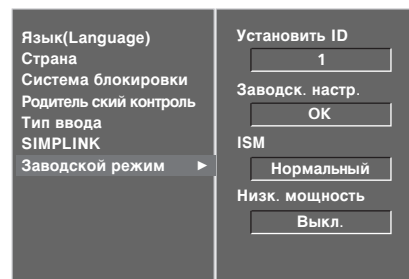 Язык(Language)
Страна
Система блокировки
Родитель ский контроль
Тип ввода
SIMPLINK
Заводской режим ►
Установить ID
1
Заводск. настр.
ОК
ISM
Нормальный
Низк. мощность
Выкл.